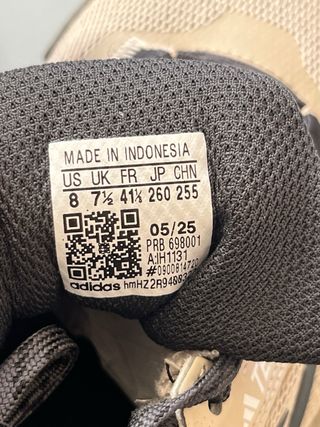 MADE IN INDONESIA
US UK FR JP CHN
8 7½ 41⅓ 260 255
05/25
PRB 698001
A:IH1131
adidas